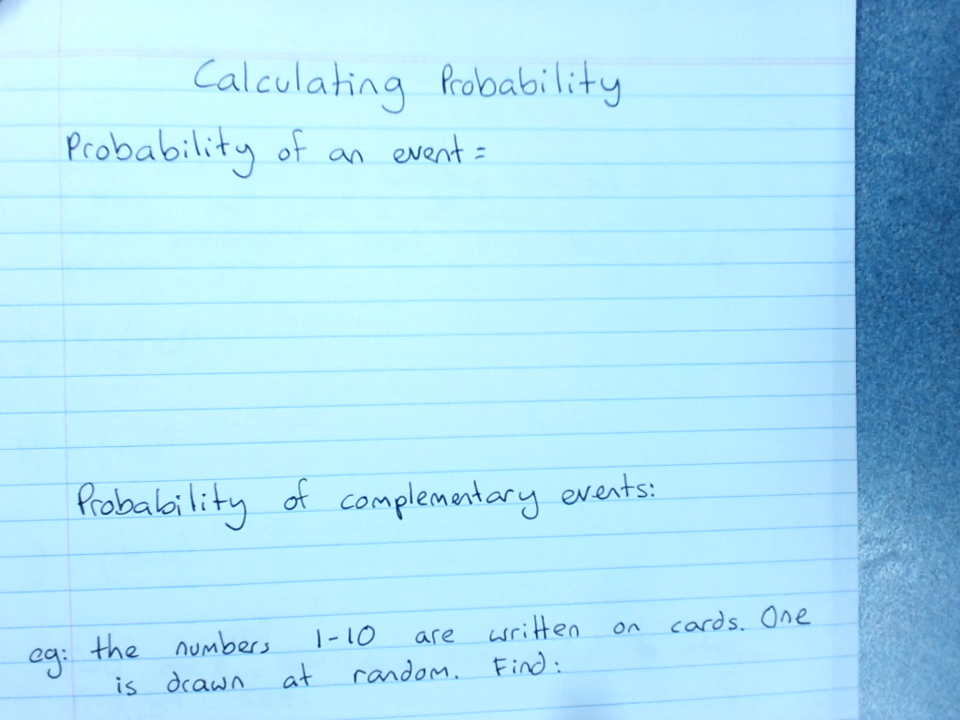 Calculating Probability
Probability of an event =
Probability of complementary events:
eg: the numbers 1-10 are written on cards. One
is drawn at random. Find: